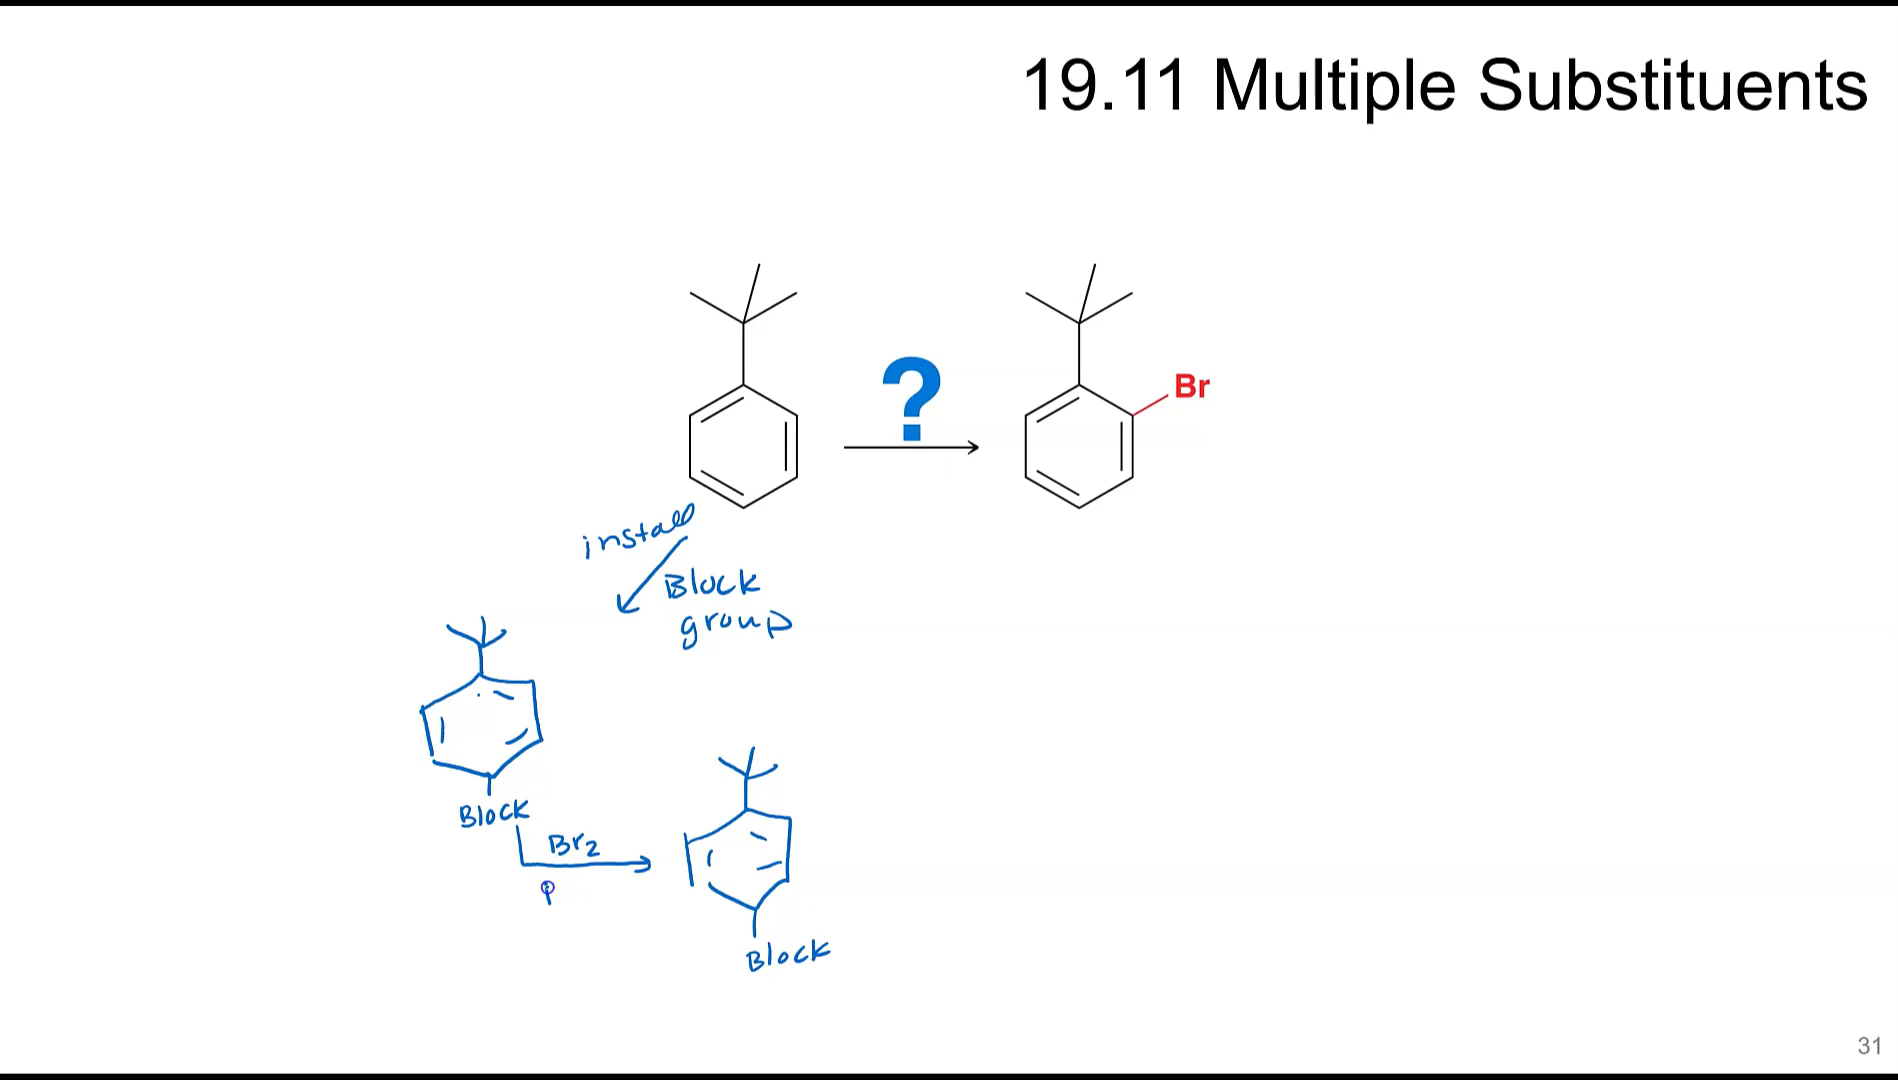 19.11 Multiple Substituents
?
Br
install
Block
group
Block
Br2
Block
31